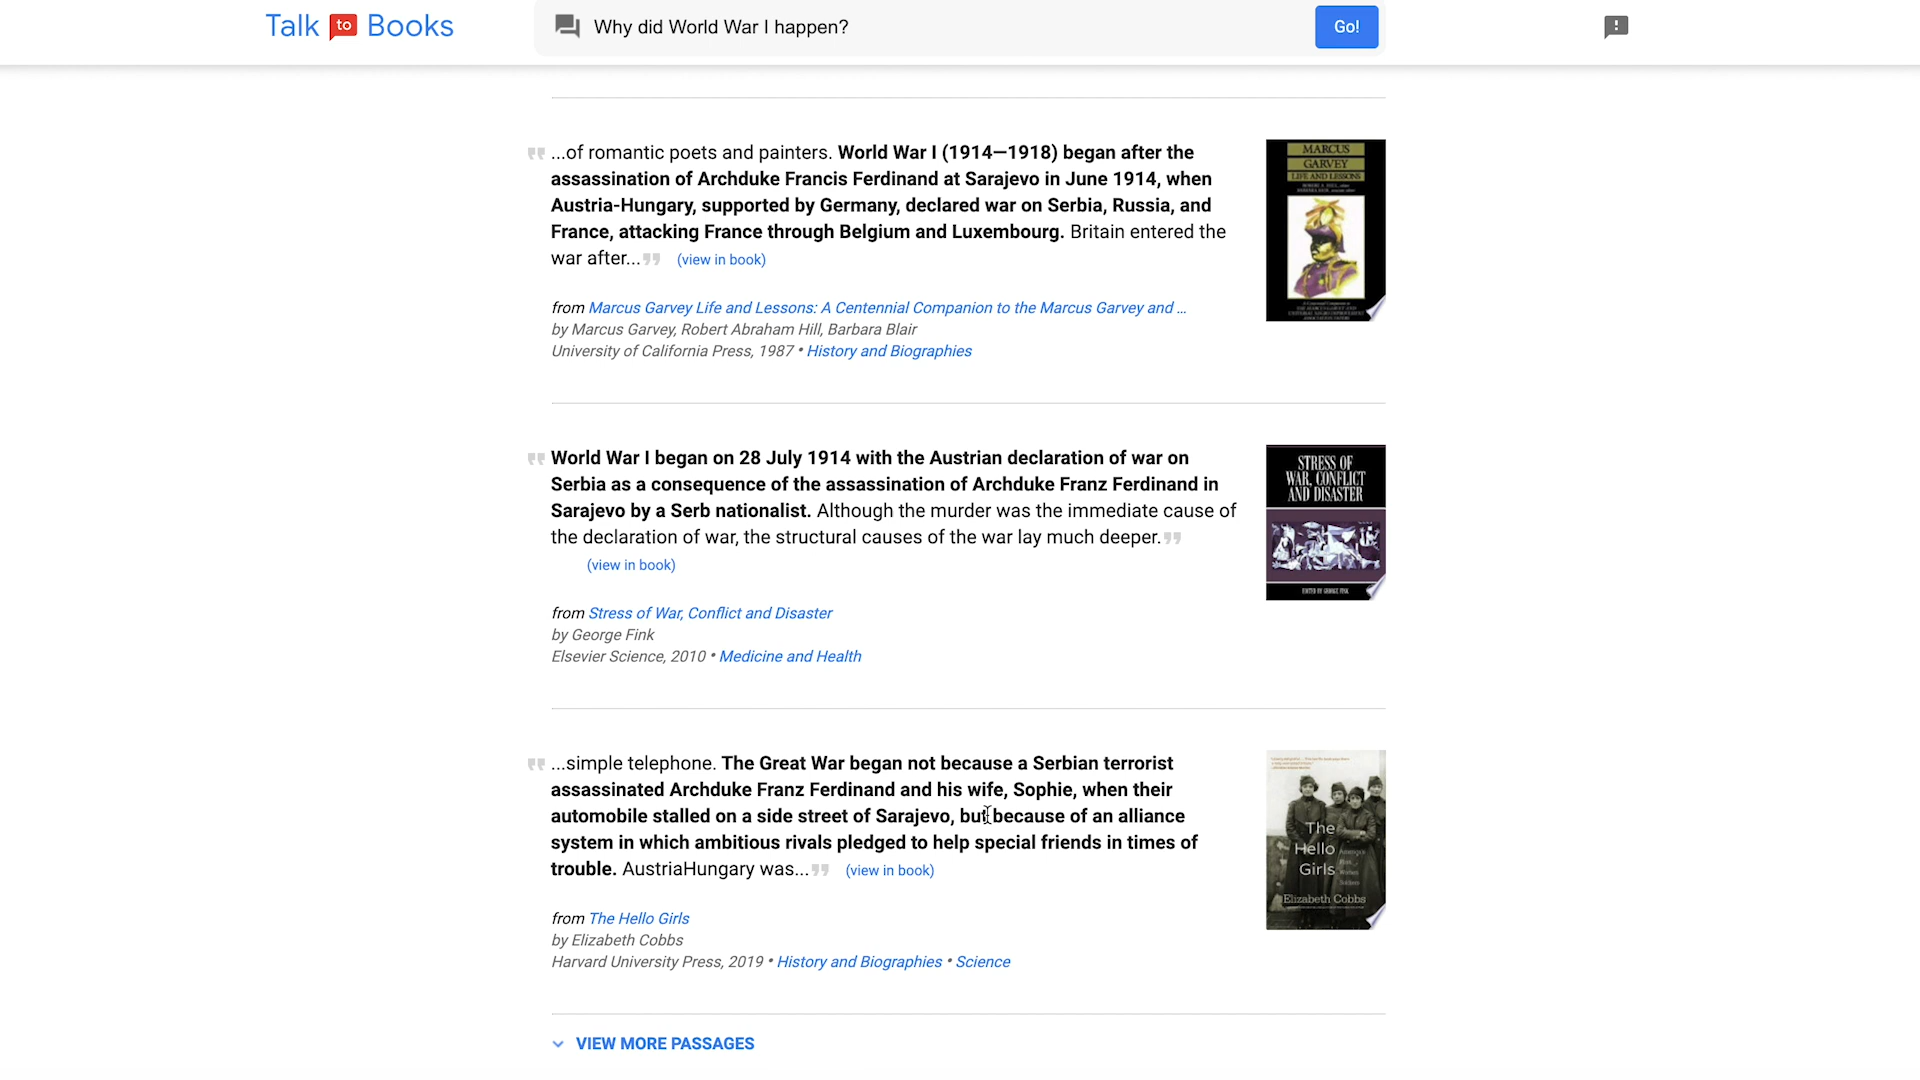 Talk to Books
Why did World War I happen?
Go!
...of romantic poets and painters. World War I (1914—1918) began after the
assassination of Archduke Francis Ferdinand at Sarajevo in June 1914, when
Austria-Hungary, supported by Germany, declared war on Serbia, Russia, and
France, attacking France through Belgium and Luxembourg. Britain entered the
war after... (view in book)
from Marcus Garvey Life and Lessons: A Centennial Companion to the Marcus Garvey and ...
by Marcus Garvey, Robert Abraham Hill, Barbara Blair
University of California Press, 1987 • History and Biographies
MARCUS
GARVEY
LIFE AND LESSONS
World War I began on 28 July 1914 with the Austrian declaration of war on
Serbia as a consequence of the assassination of Archduke Franz Ferdinand in
Sarajevo by a Serb nationalist. Although the murder was the immediate cause of
the declaration of war, the structural causes of the war lay much deeper.
(view in book)
from Stress of War, Conflict and Disaster
by George Fink
Elsevier Science, 2010 • Medicine and Health
STRESS OF
WAR, CONFLICT
AND DISASTER
EDITED BY GEORGE FINK
...simple telephone. The Great War began not because a Serbian terrorist
assassinated Archduke Franz Ferdinand and his wife, Sophie, when their
automobile stalled on a side street of Sarajevo, but because of an alliance
system in which ambitious rivals pledged to help special friends in times of
trouble. AustriaHungary was... (view in book)
from The Hello Girls
by Elizabeth Cobbs
Harvard University Press, 2019 • History and Biographies • Science
The
Hello
Girls
Elizabeth Cobbs
VIEW MORE PASSAGES